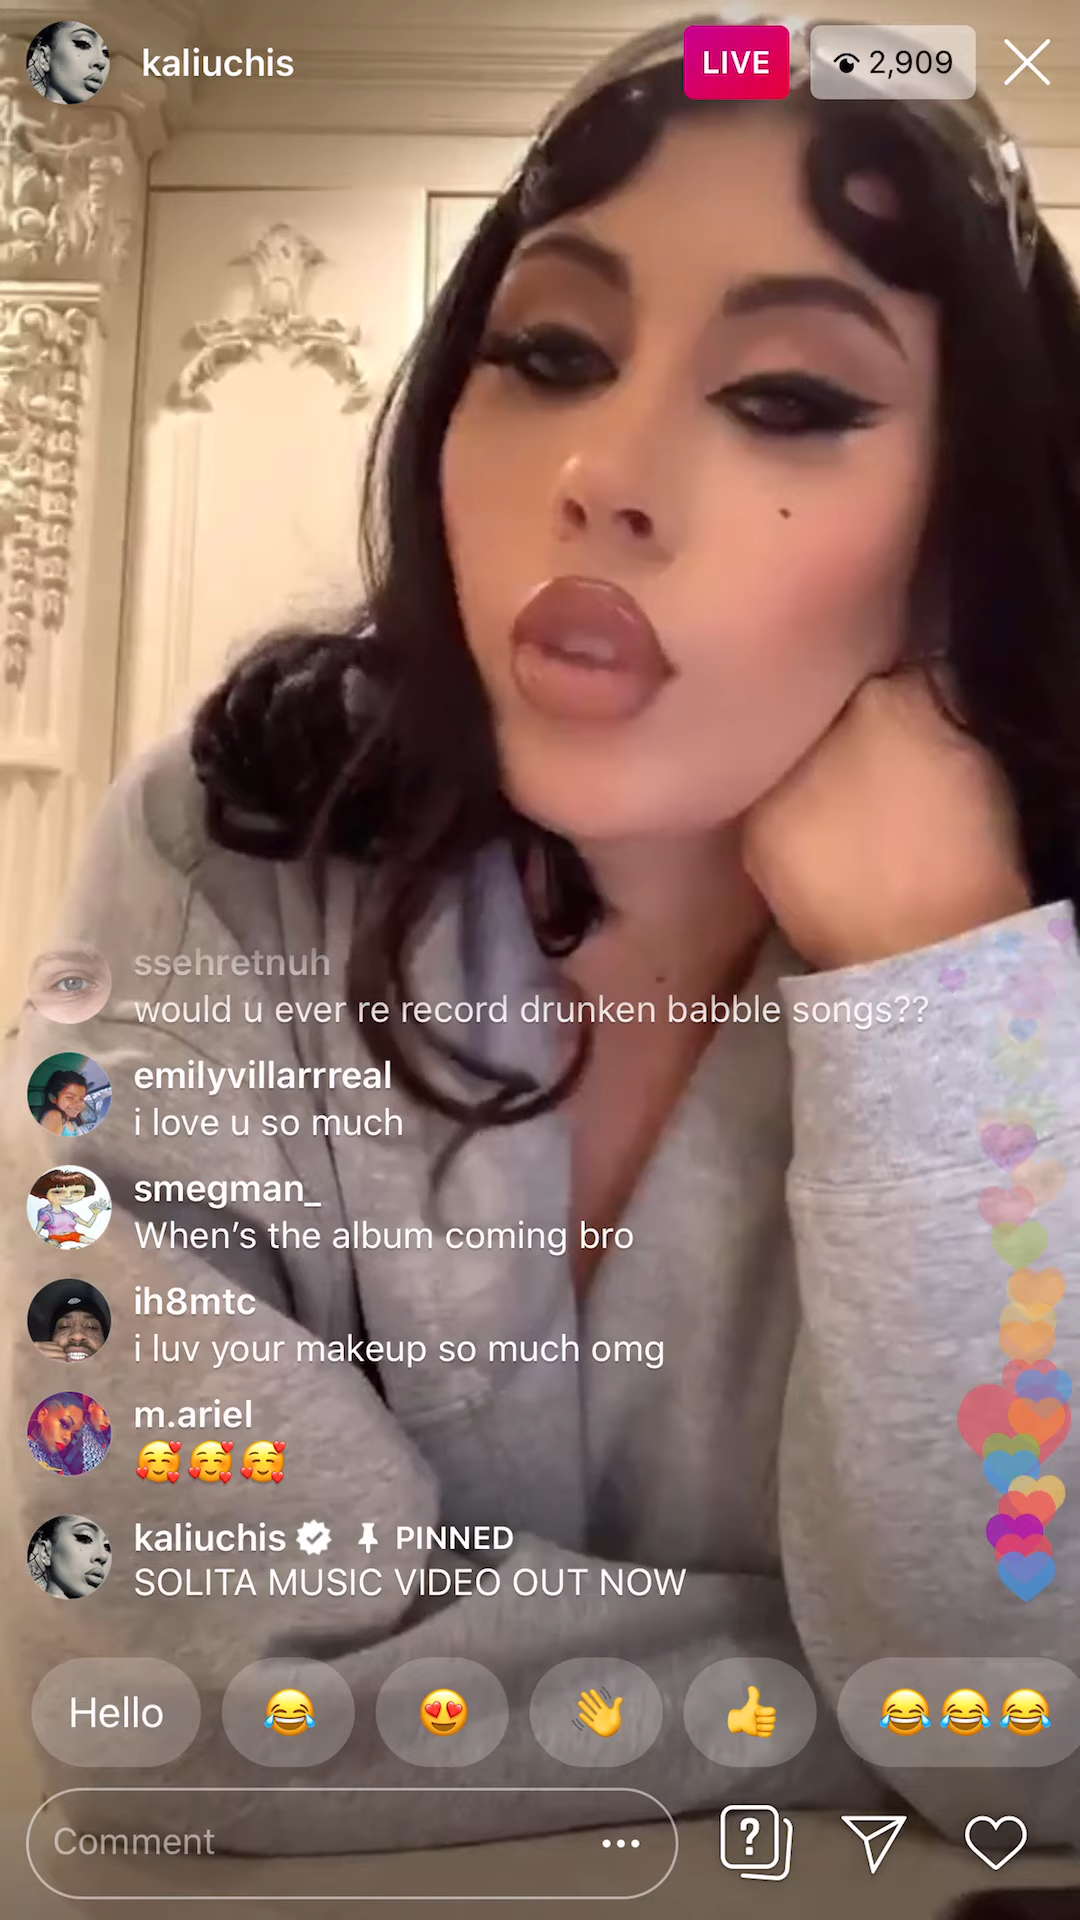 kaliuchis
LIVE
2,909
ssehretnuh
would u ever re record drunken babble songs??
emilyvillarrreal
i love u so much
smegman_
When’s the album coming bro
ih8mtc
i luv your makeup so much omg
m.ariel
🥰🥰🥰
kaliuchis PINNED
SOLITA MUSIC VIDEO OUT NOW
Hello 😂 😍 👋 👍 😂😂😂
Comment